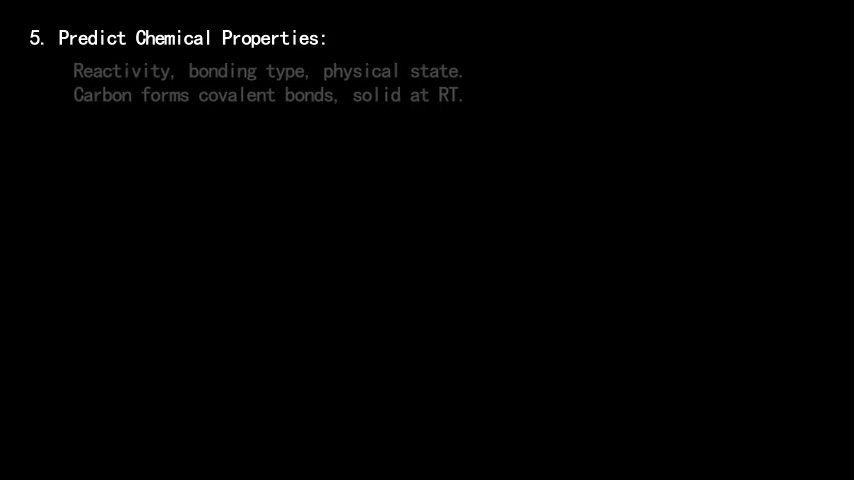 5. Predict Chemical Properties:
Reactivity, bonding type, physical state.
Carbon forms covalent bonds, solid at RT.